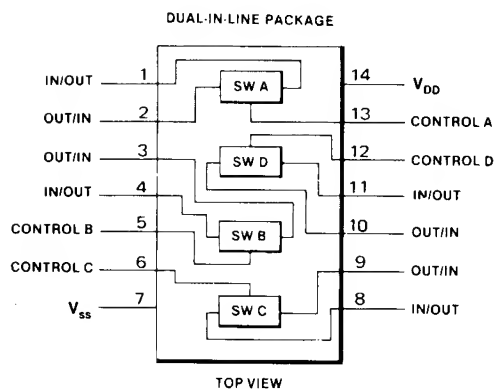 DUAL-IN-LINE PACKAGE
IN/OUT 1
OUT/IN 2
OUT/IN 3
IN/OUT 4
CONTROL B 5
CONTROL C 6
Vss 7
SW A
SW D
SW B
SW C
14 VDD
13 CONTROL A
12 CONTROL D
11 IN/OUT
10 OUT/IN
9 OUT/IN
8 IN/OUT
TOP VIEW